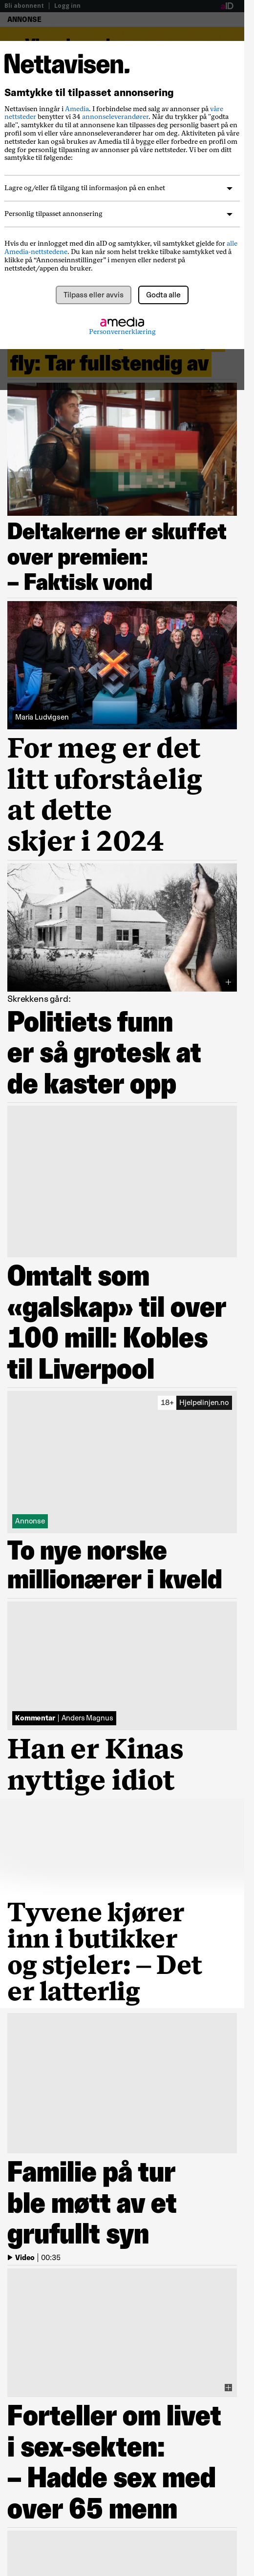 Bli abonnent | Logg inn
aID
ANNONSE
Nettavisen.
Samtykke til tilpasset annonsering
Nettavisen inngår i Amedia. I forbindelse med salg av annonser på våre
nettsteder benytter vi 34 annonseleverandører. Når du trykker på "godta
alle", samtykker du til at annonsene kan tilpasses deg personlig basert på en
profil som vi eller våre annonseleverandører har om deg. Aktiviteten på våre
nettsteder kan også brukes av Amedia til å bygge eller forbedre en profil om
deg for personlig tilpasning av annonser på våre nettsteder. Vi ber om ditt
samtykke til følgende:
Lagre og/eller få tilgang til informasjon på en enhet
Personlig tilpasset annonsering
Hvis du er innlogget med din aID og samtykker, vil samtykket gjelde for alle
Amedia-nettstedene. Du kan når som helst trekke tilbake samtykket ved å
klikke på “Annonseinnstillinger” i menyen eller nederst på
nettstedet/appen du bruker.
Tilpass eller avvis
Godta alle
amedia
Personvernerklæring
fly: Tar fullstendig av
Deltakerne er skuffet
over premien:
– Faktisk vond
Maria Ludvigsen
For meg er det
litt uforståelig
at dette
skjer i 2024
Skrekkens gård:
Politiets funn
er så grotesk at
de kaster opp
Omtalt som
«galskap» til over
100 mill: Kobles
til Liverpool
18+ Hjelpelinjen.no
Annonse
To nye norske
millionærer i kveld
Kommentar | Anders Magnus
Han er Kinas
nyttige idiot
Tyvene kjører
inn i butikker
og stjeler: – Det
er latterlig
Familie på tur
ble møtt av et
grufullt syn
Video | 00:35
Forteller om livet
i sex-sekten:
– Hadde sex med
over 65 menn